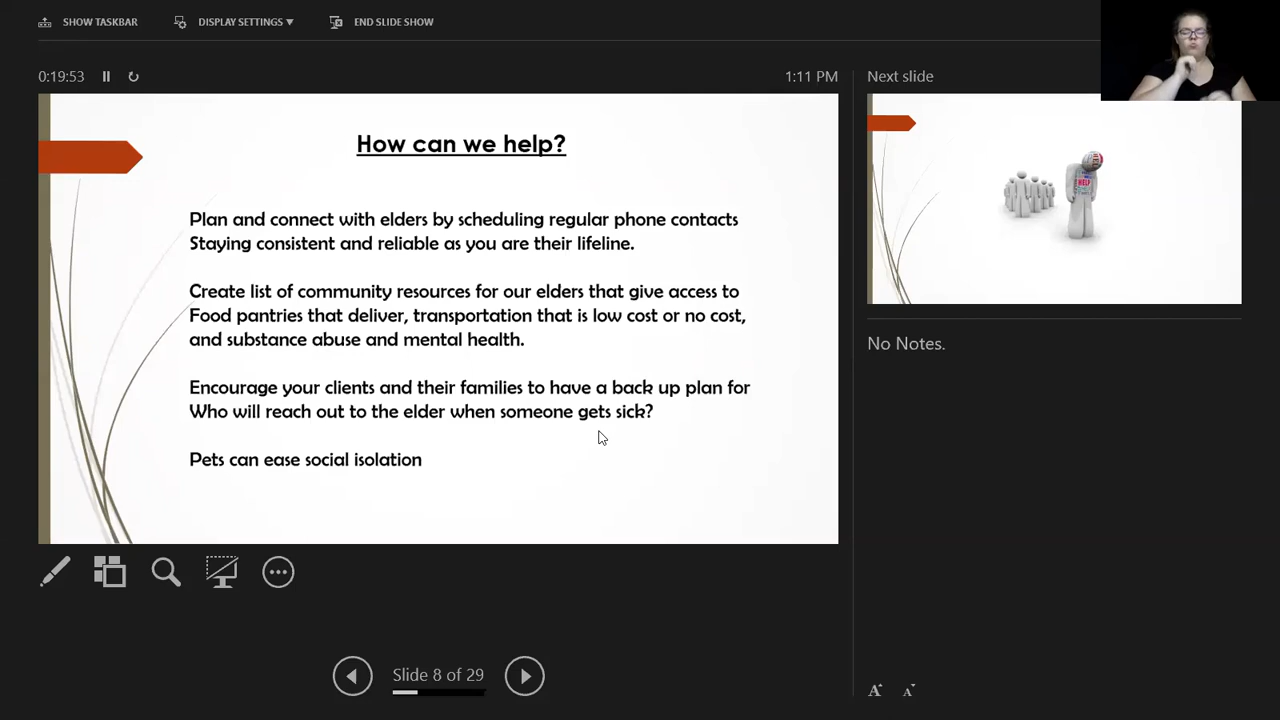 SHOW TASKBAR
DISPLAY SETTINGS ▼
END SLIDE SHOW
0:19:53
1:11 PM
Next slide
How can we help?
Plan and connect with elders by scheduling regular phone contacts
Staying consistent and reliable as you are their lifeline.
Create list of community resources for our elders that give access to
Food pantries that deliver, transportation that is low cost or no cost,
and substance abuse and mental health.
Encourage your clients and their families to have a back up plan for
Who will reach out to the elder when someone gets sick?
Pets can ease social isolation
HELP
No Notes.
Slide 8 of 29
A A